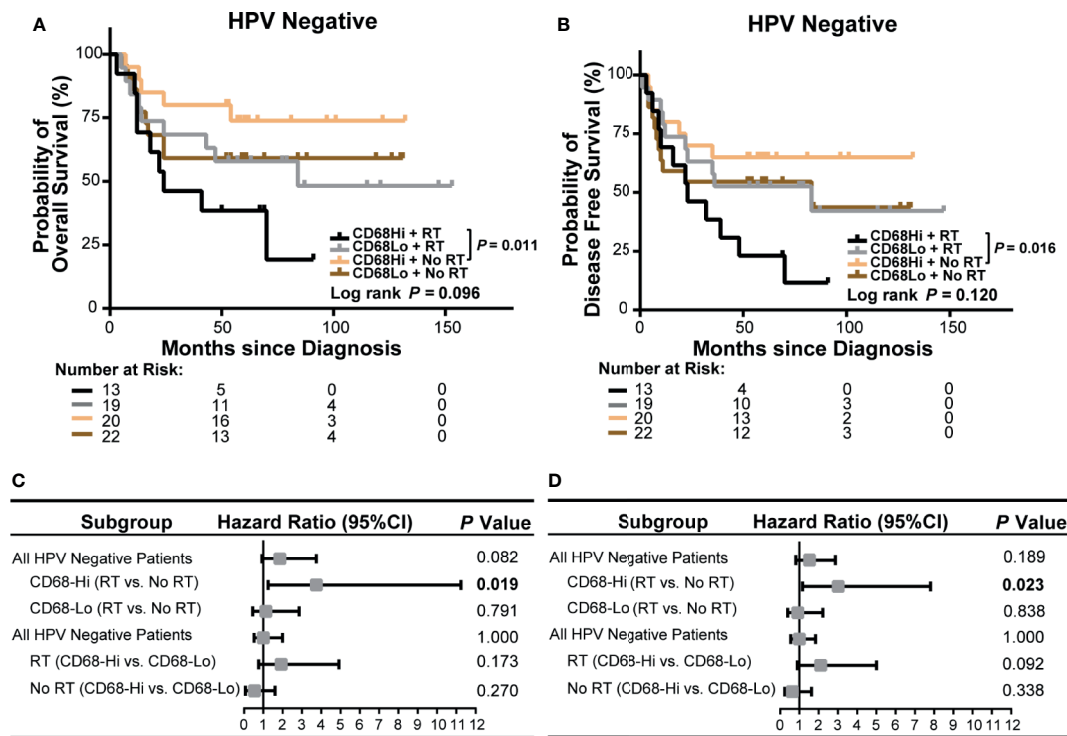 A
HPV Negative
Probability of
Overall Survival (%)
100
75
50
25
0
CD68Hi + RT
CD68Lo + RT
CD68Hi + No RT
CD68Lo + No RT
P = 0.011
Log rank P = 0.096
0 50 100 150
Months since Diagnosis
Number at Risk:
13 5 0 0
19 11 4 0
20 16 3 0
22 13 4 0
B
HPV Negative
Probability of
Disease Free Survival (%)
100
75
50
25
0
CD68Hi + RT
CD68Lo + RT
CD68Hi + No RT
CD68Lo + No RT
P = 0.016
Log rank P = 0.120
0 50 100 150
Months since Diagnosis
Number at Risk:
13 4 0 0
19 10 3 0
20 13 2 0
22 12 3 0
C
Subgroup Hazard Ratio (95%CI) P Value
All HPV Negative Patients 0.082
CD68-Hi (RT vs. No RT) 0.019
CD68-Lo (RT vs. No RT) 0.791
All HPV Negative Patients 1.000
RT (CD68-Hi vs. CD68-Lo) 0.173
No RT (CD68-Hi vs. CD68-Lo) 0.270
0 1 2 3 4 5 6 7 8 9 10 11 12
D
Subgroup Hazard Ratio (95%CI) P Value
All HPV Negative Patients 0.189
CD68-Hi (RT vs. No RT) 0.023
CD68-Lo (RT vs. No RT) 0.838
All HPV Negative Patients 1.000
RT (CD68-Hi vs. CD68-Lo) 0.092
No RT (CD68-Hi vs. CD68-Lo) 0.338
0 1 2 3 4 5 6 7 8 9 10 11 12